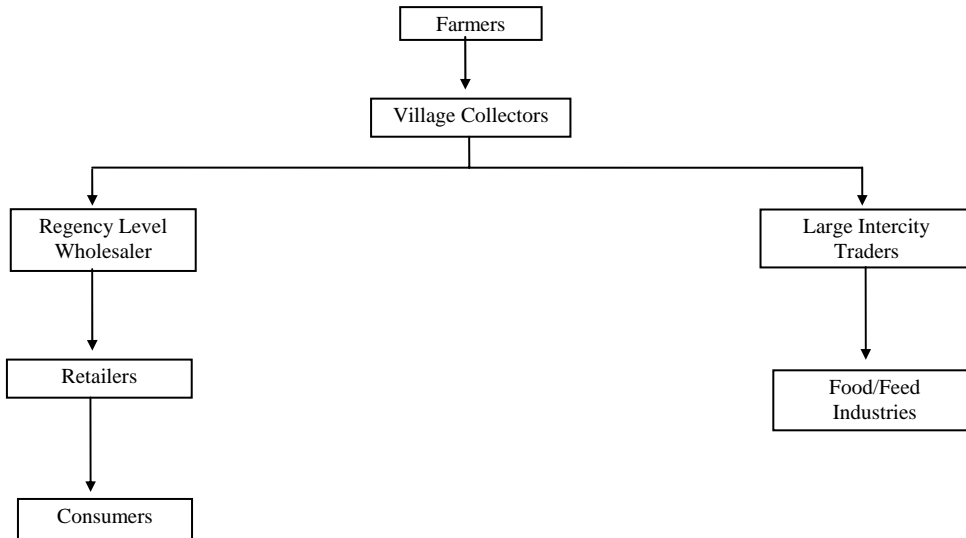 Farmers
Village Collectors
Regency Level
Wholesaler
Large Intercity
Traders
Retailers
Food/Feed
Industries
Consumers